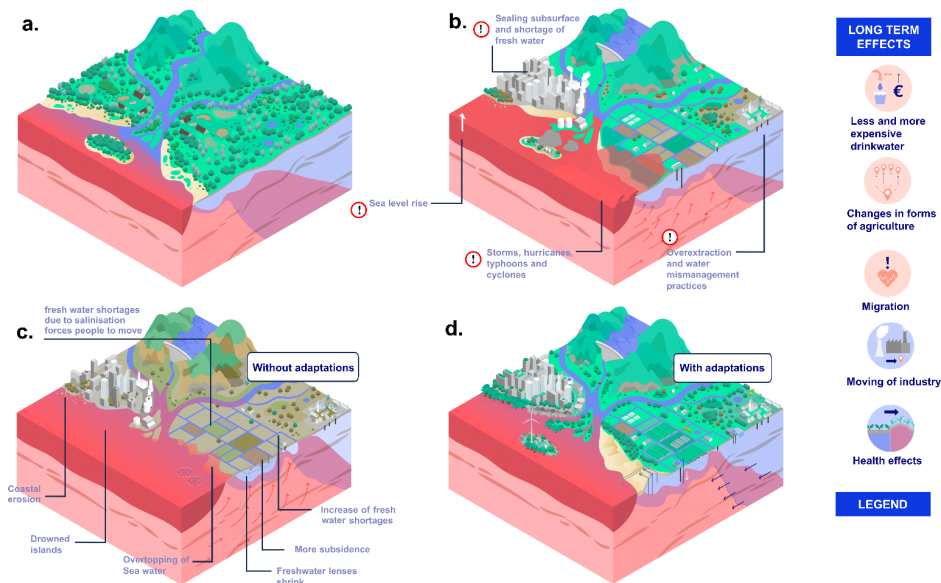 a.
b.
Sealing subsurface
and shortage of
fresh water
!
Sea level rise
!
Storms, hurricanes,
typhoons and
cyclones
!
Overextraction
and water
mismanagement
practices
!
c.
fresh water shortages
due to salinisation
forces people to move
Without adaptations
Coastal
erosion
Drowned
islands
Overtopping of
Sea water
Increase of fresh
water shortages
More subsidence
Freshwater lenses
shrink
d.
With adaptations
LONG TERM
EFFECTS
€
Less and more
expensive
drinkwater
Changes in forms
of agriculture
!
Migration
Moving of industry
Health effects
LEGEND